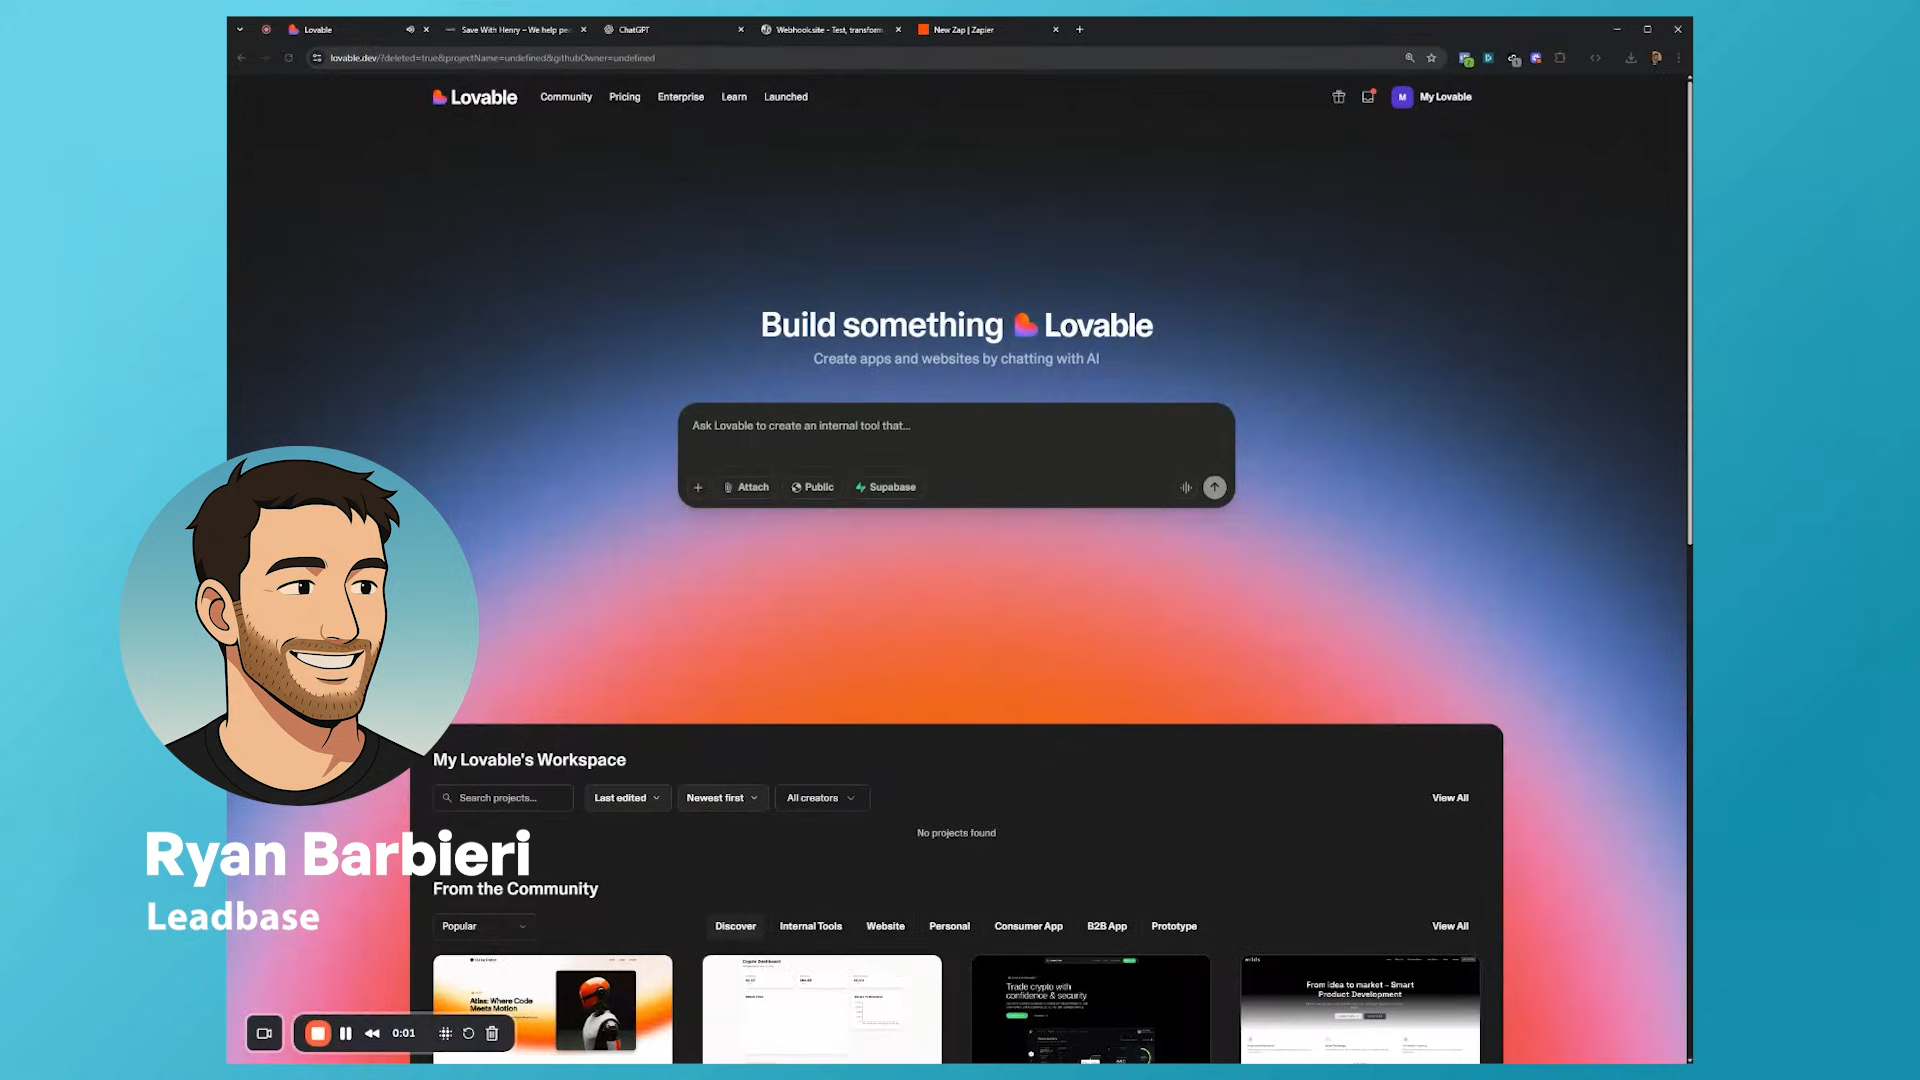 Lovable
Save With Henry – We help pe
ChatGPT
Webhook.site - Test, transform
New Zap | Zapier
lovable.dev/?deleted=true&projectName=undefined&githubOwner=undefined
Lovable
Community
Pricing
Enterprise
Learn
Launched
M
My Lovable
Build something Lovable
Create apps and websites by chatting with AI
Ask Lovable to create an internal tool that...
Attach
Public
Supabase
My Lovable's Workspace
Search projects...
Last edited
Newest first
All creators
View All
No projects found
Ryan Barbieri
Leadbase
From the Community
Popular
Discover
Internal Tools
Website
Personal
Consumer App
B2B App
Prototype
View All
Atlas: Where Code
Meets Motion
Crypto Dashboard
Trade crypto with
confidence & security
From idea to market - Smart
Product Development
0:01